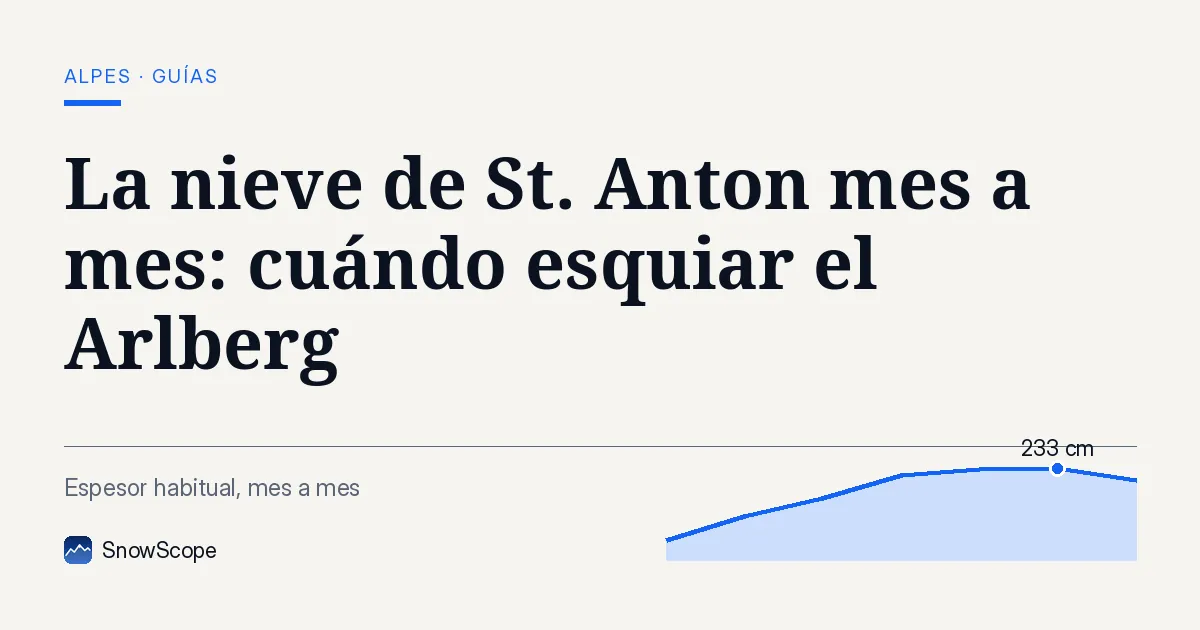 ALPES · GUÍAS
La nieve de St. Anton mes a
mes: cuándo esquiar el
Arlberg
233 cm
Espesor habitual, mes a mes
SnowScope